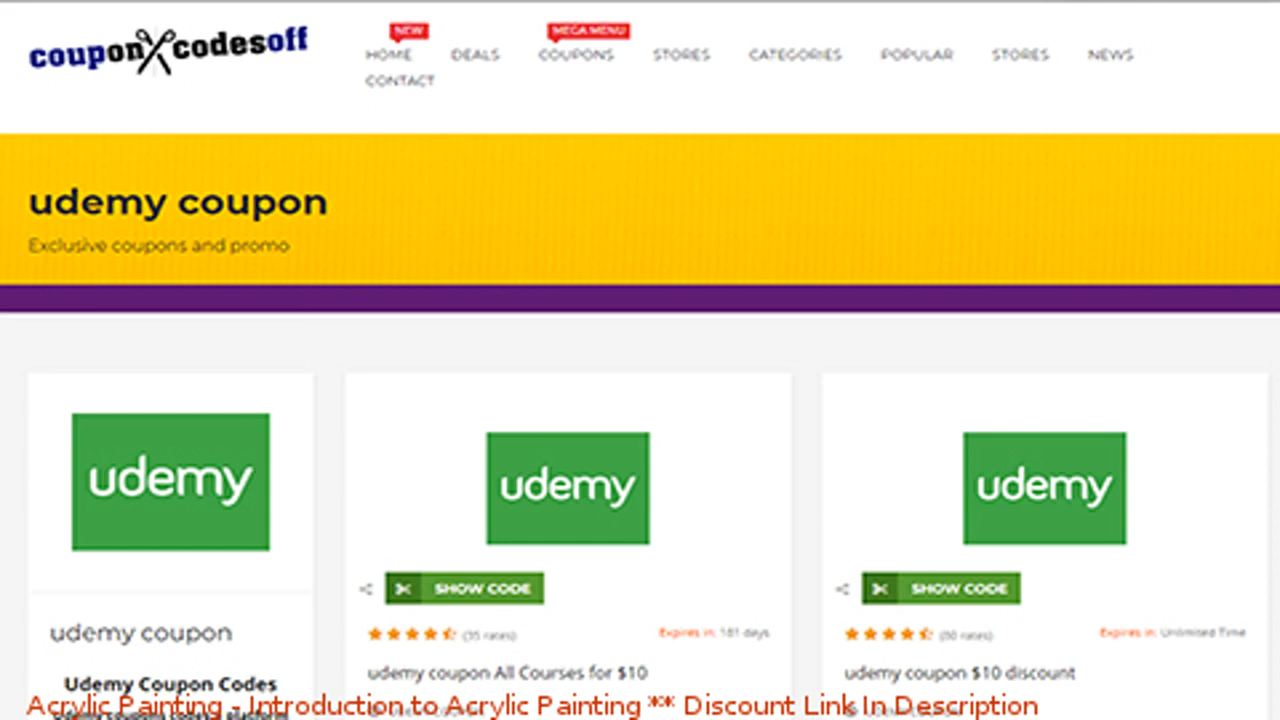 couponXcodesoff
NEW
MEGA MENU
HOME DEALS COUPONS STORES CATEGORIES POPULAR STORES NEWS
CONTACT
udemy coupon
Exclusive coupons and promo
udemy
udemy
udemy
SHOW CODE
SHOW CODE
(35 rates)
Expires in: 181 days
(80 rates)
Expires in: Unlimited Time
udemy coupon
udemy coupon All Courses for $10
udemy coupon $10 discount
Udemy Coupon Codes
Acrylic Painting - Introduction to Acrylic Painting ** Discount Link In Description